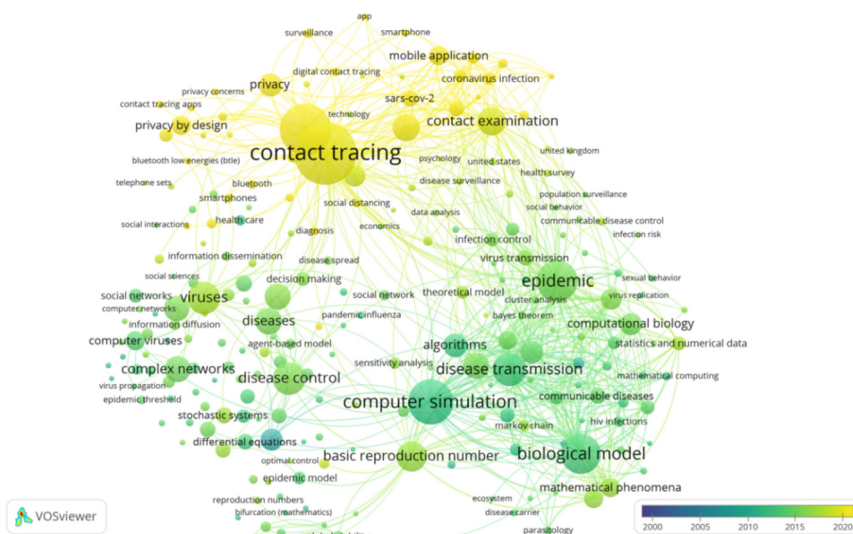 app
surveillance
smartphone
mobile application
digital contact tracing
coronavirus infection
privacy
privacy concerns
sars-cov-2
contact tracing apps
technology
contact examination
privacy by design
contact tracing
united kingdom
bluetooth low energies (btle)
psychology
united states
health survey
telephone sets
bluetooth
disease surveillance
smartphones
population surveillance
social distancing
social behavior
data analysis
social interactions
health care
communicable disease control
economics
diagnosis
infection risk
infection control
information dissemination
disease spread
virus transmission
social sciences
decision making
epidemic
sexual behavior
social networks
viruses
social network
theoretical model
cluster analysis
virus replication
computer networks
pandemic influenza
bayes theorem
information diffusion
diseases
computational biology
computer viruses
agent-based model
algorithms
statistics and numerical data
complex networks
sensitivity analysis
disease transmission
disease control
mathematical computing
virus propagation
epidemic threshold
computer simulation
communicable diseases
stochastic systems
hiv infections
markov chain
differential equations
basic reproduction number
biological model
optimal control
epidemic model
mathematical phenomena
reproduction numbers
ecosystem
bifurcation (mathematics)
disease carrier
parasitology
VOSviewer
2000 2005 2010 2015 2020